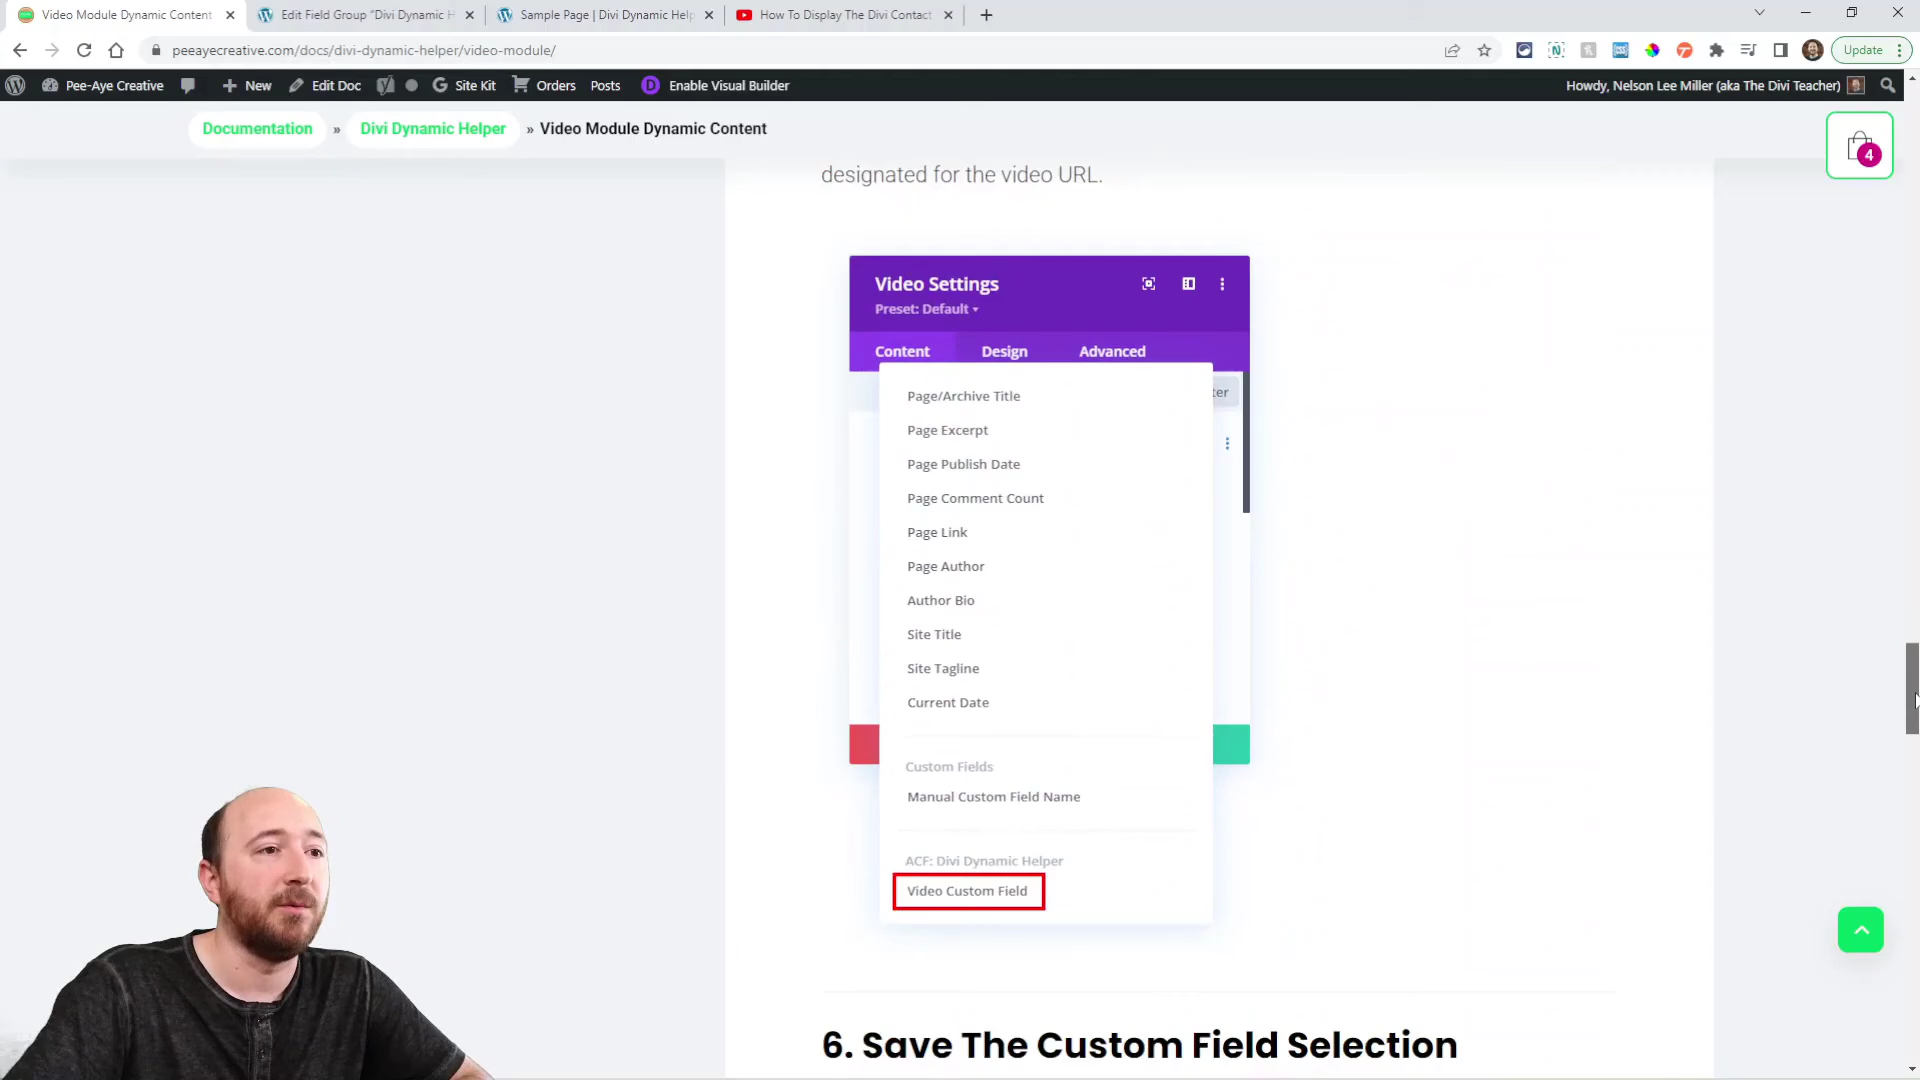 Video Module Dynamic Content
Edit Field Group "Divi Dynamic H
Sample Page | Divi Dynamic Help
How To Display The Divi Contact
peeayecreative.com/docs/divi-dynamic-helper/video-module/
Update
Pee-Aye Creative
New
Edit Doc
Site Kit
Orders
Posts
Enable Visual Builder
Howdy, Nelson Lee Miller (aka The Divi Teacher)
Documentation » Divi Dynamic Helper » Video Module Dynamic Content
4
designated for the video URL.
Video Settings
Preset: Default
Content
Design
Advanced
Page/Archive Title
ter
Page Excerpt
Page Publish Date
Page Comment Count
Page Link
Page Author
Author Bio
Site Title
Site Tagline
Current Date
Custom Fields
Manual Custom Field Name
ACF: Divi Dynamic Helper
Video Custom Field
6. Save The Custom Field Selection